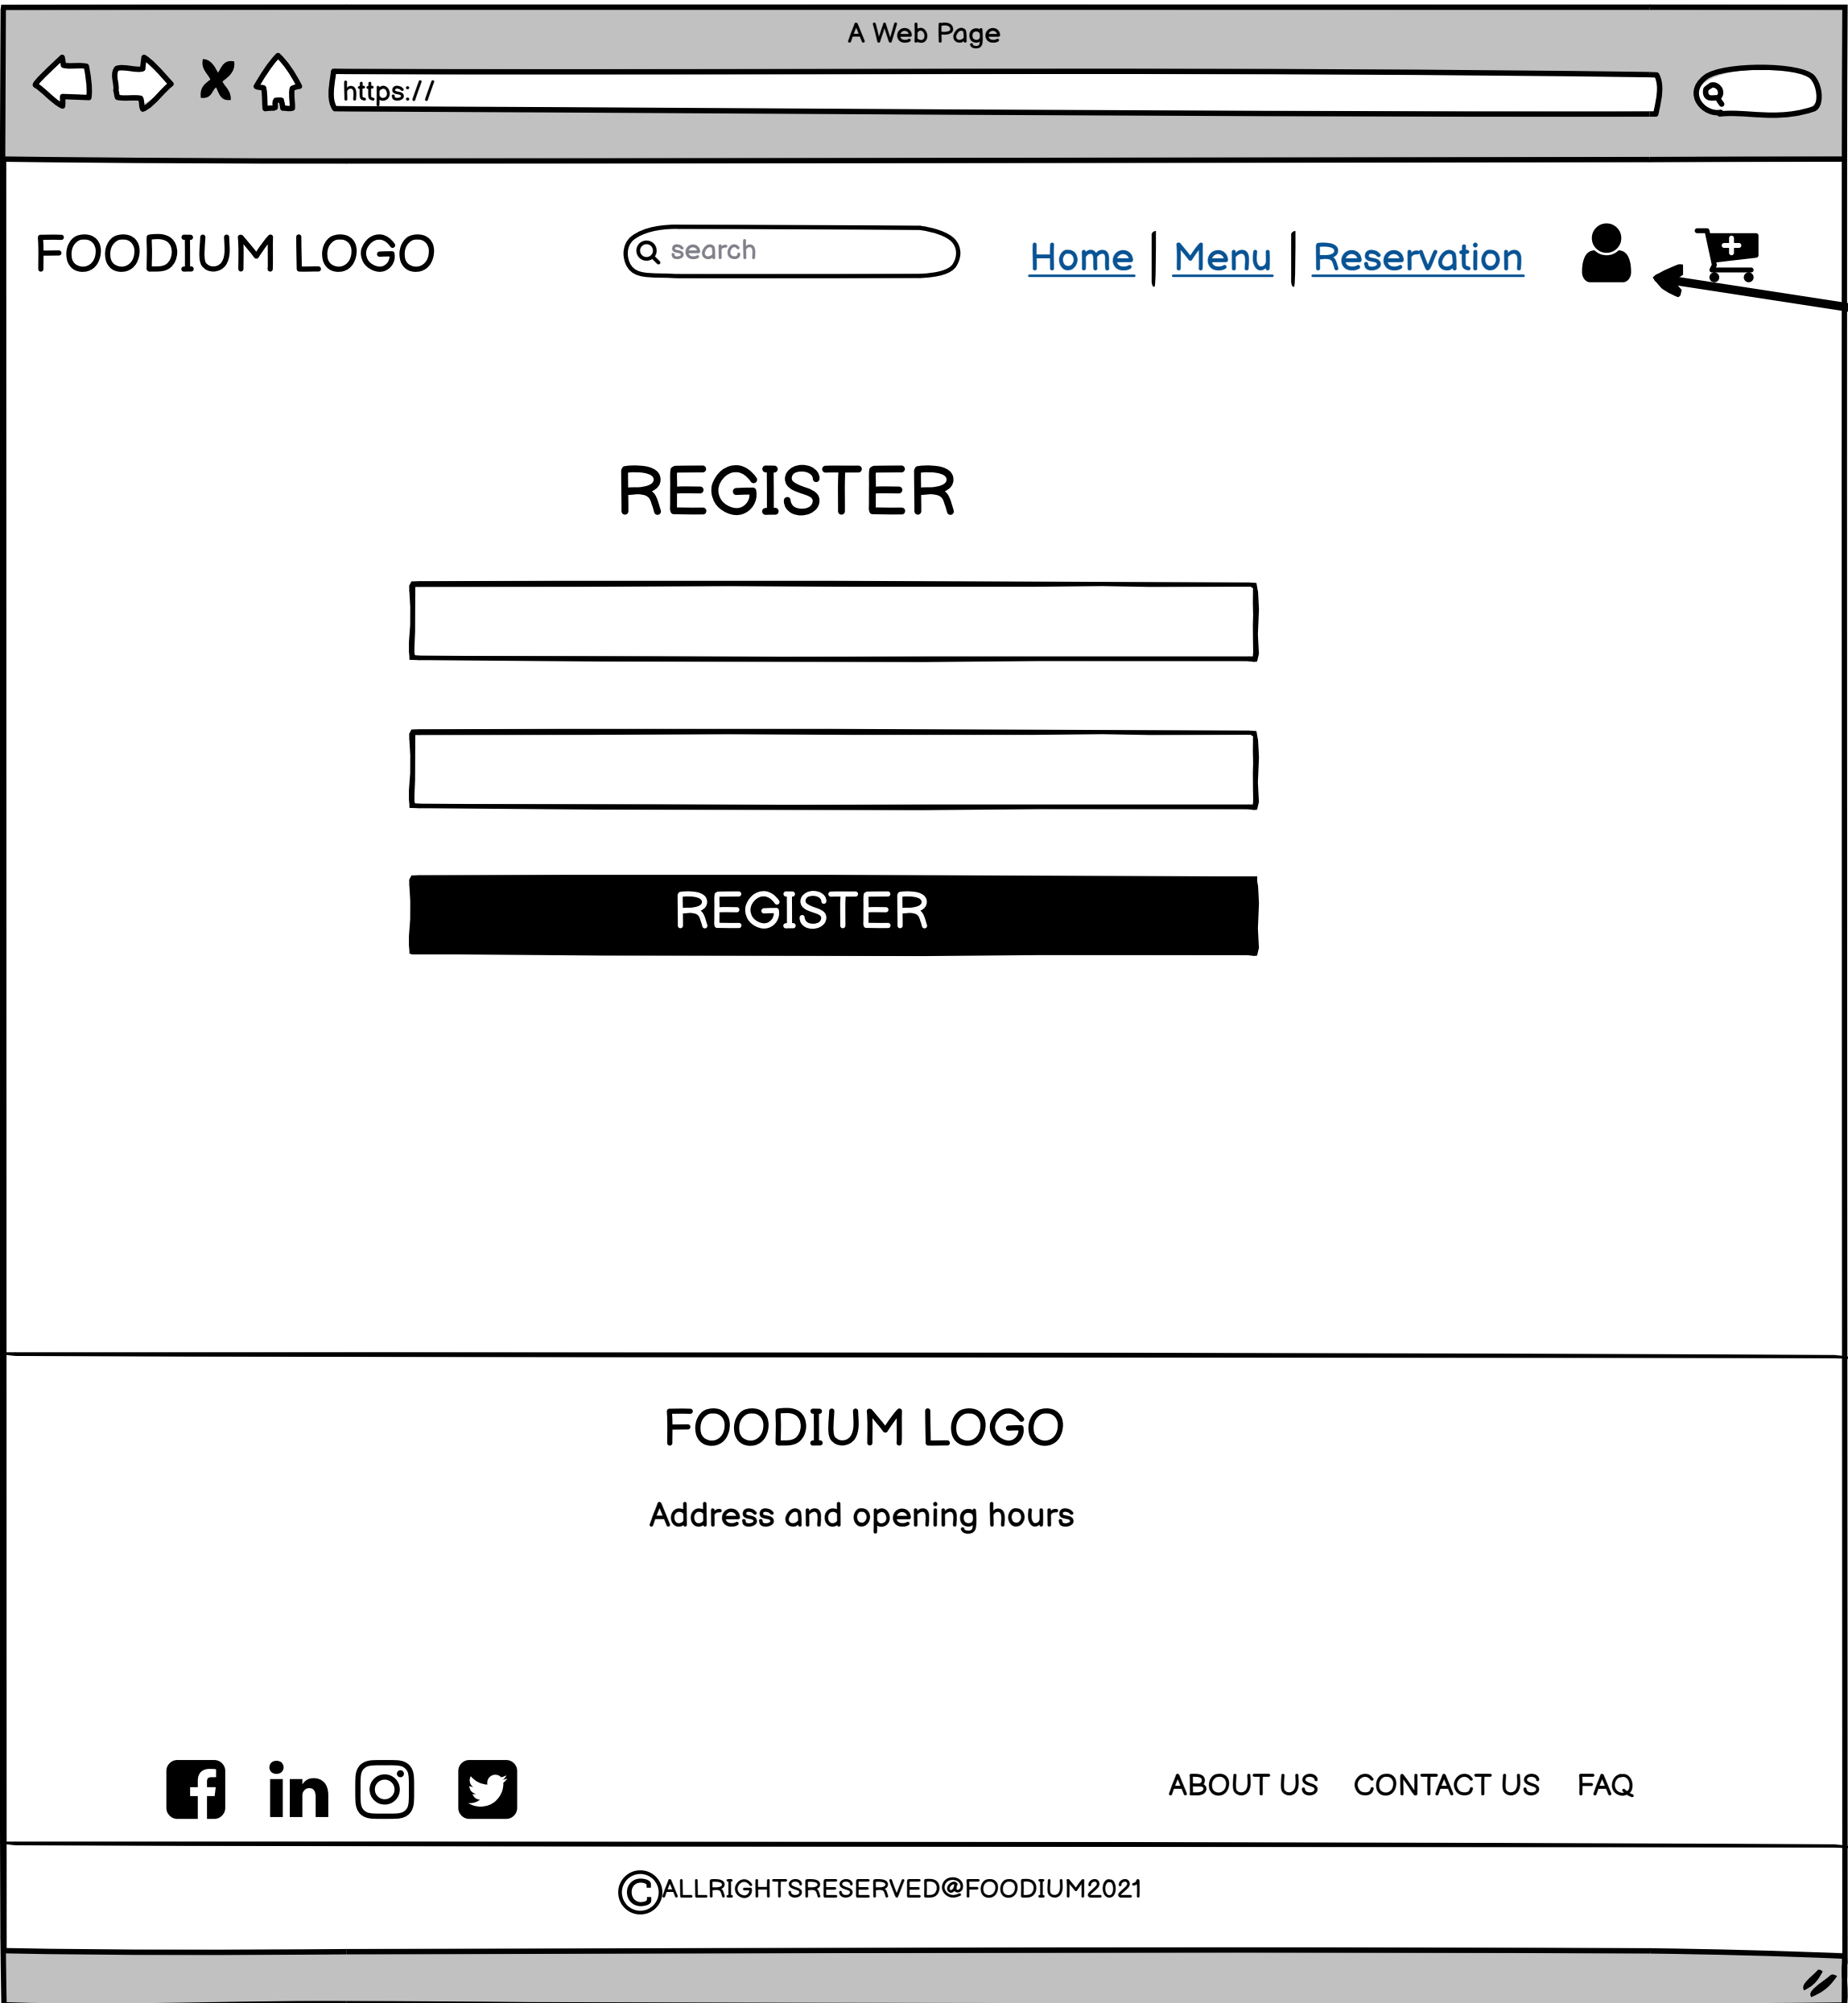 A Web Page
https://
FOODIUM LOGO
search
Home
Menu
Reservation
REGISTER
REGISTER
FOODIUM LOGO
Address and opening hours
in
ABOUT US CONTACT US FAQ
©ALLRIGHTSRESERVED@FOODIUM2021